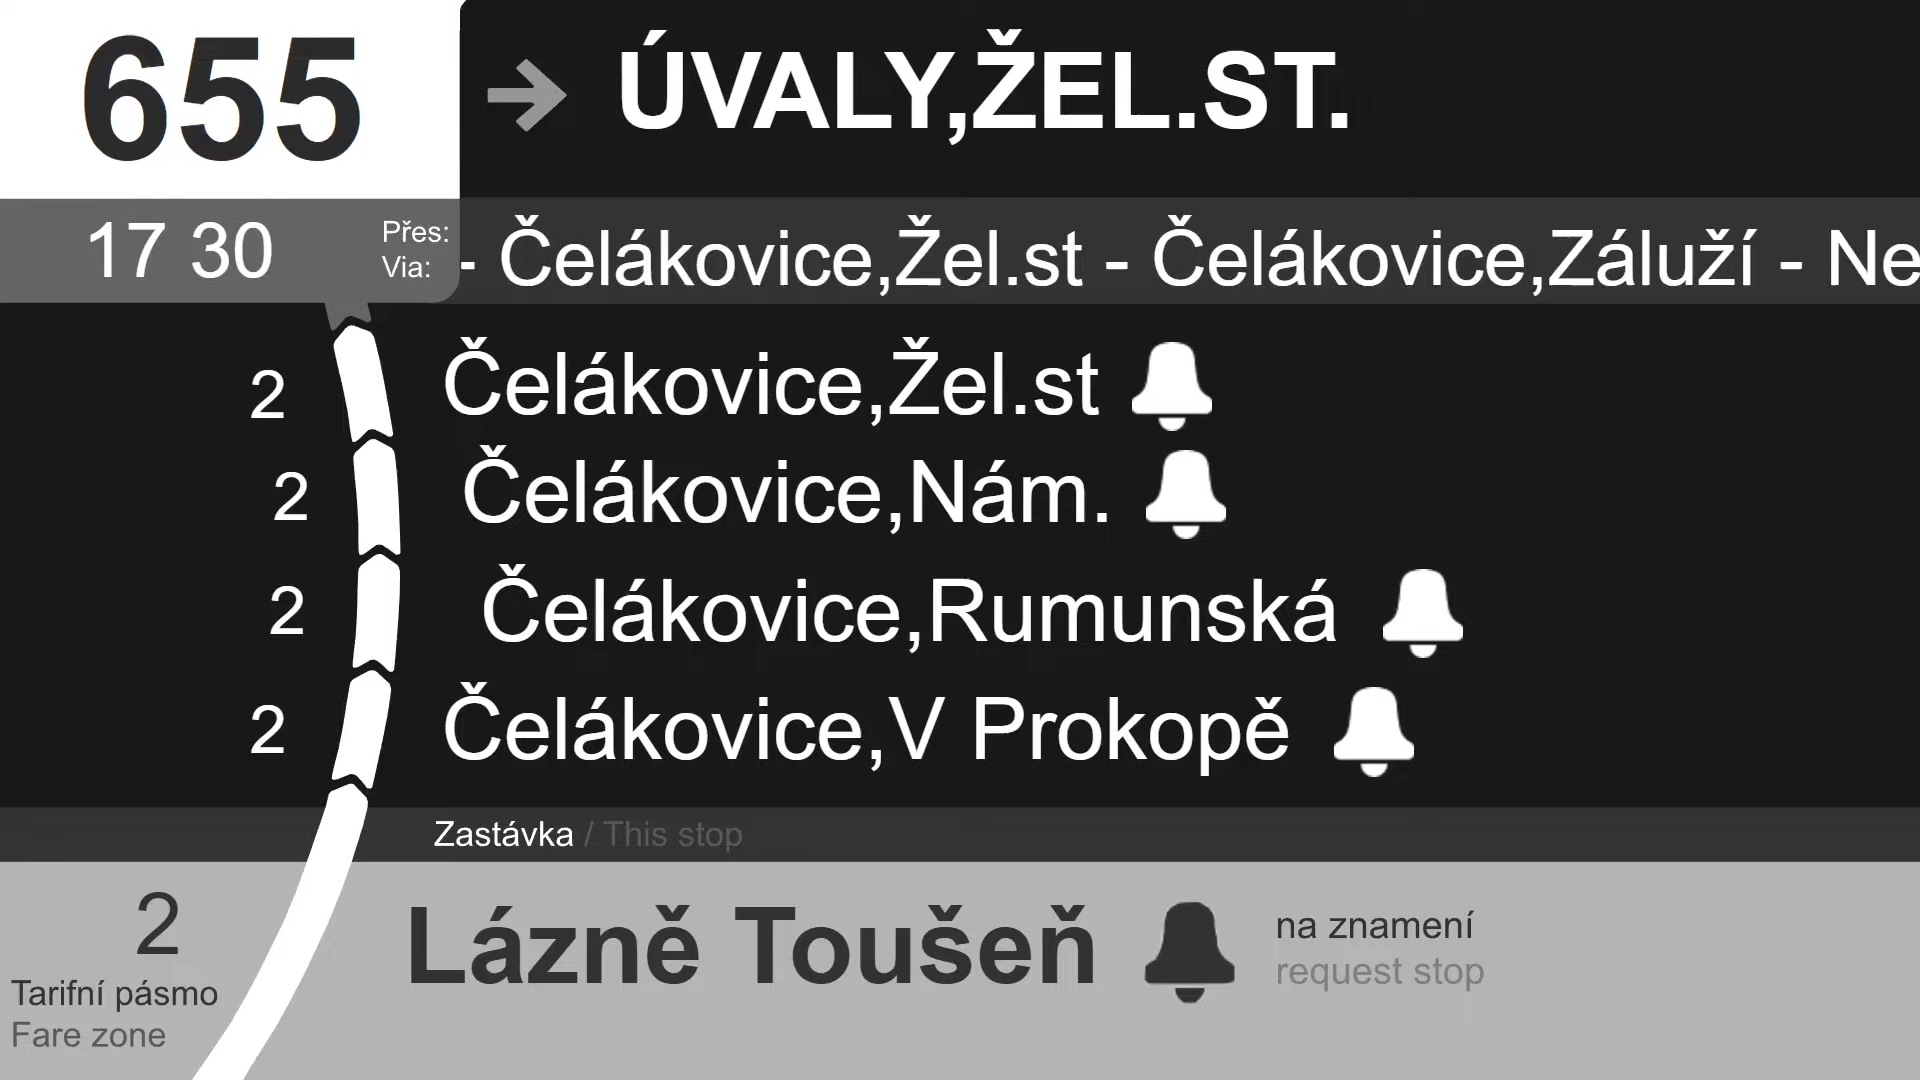 655
ÚVALY,ŽEL.ST.
17 30
Přes:
Via:
- Čelákovice,Žel.st - Čelákovice,Záluží - Ne
2 Čelákovice,Žel.st
2 Čelákovice,Nám.
2 Čelákovice,Rumunská
2 Čelákovice,V Prokopě
Zastávka / This stop
2
Lázně Toušeň
na znamení
request stop
Tarifní pásmo
Fare zone